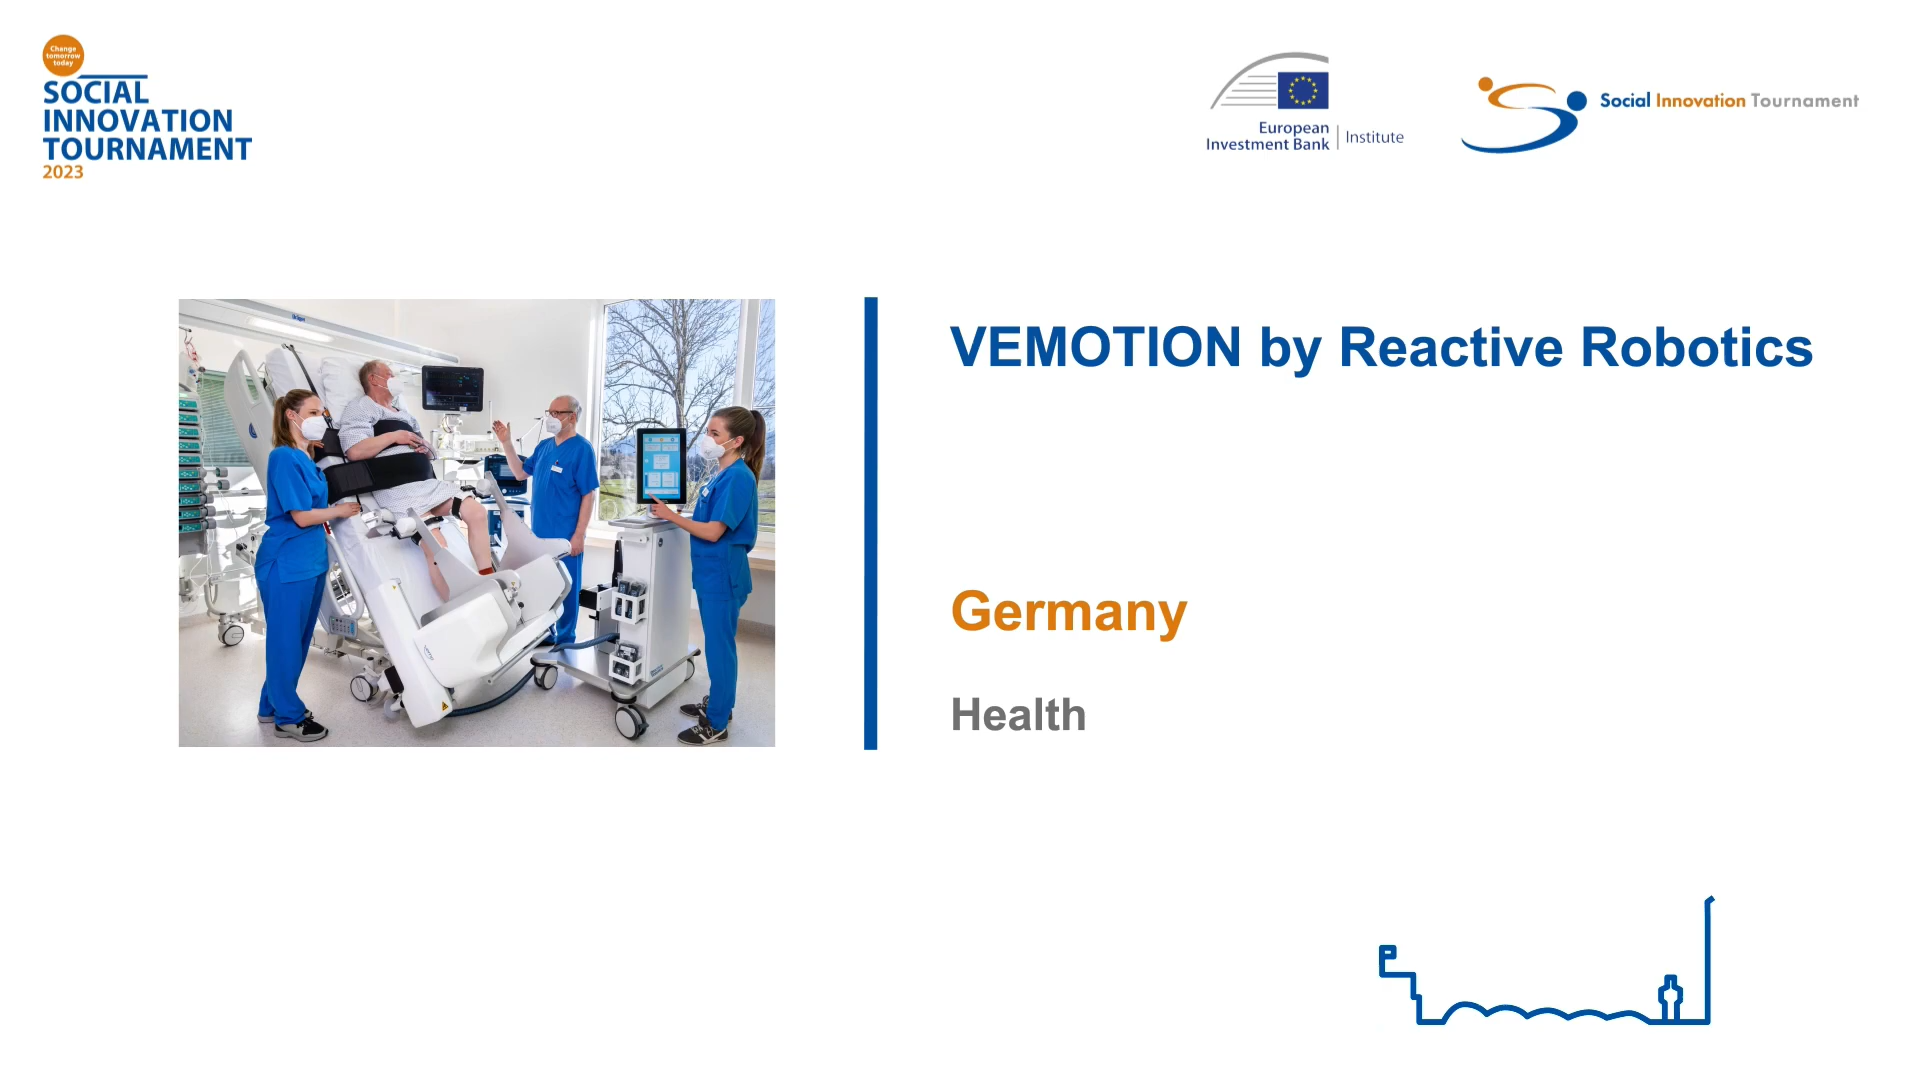 Change
tomorrow
today
SOCIAL
INNOVATION
TOURNAMENT
2023
European
Investment Bank
Institute
Social Innovation Tournament
VEMOTION by Reactive Robotics
Germany
Health